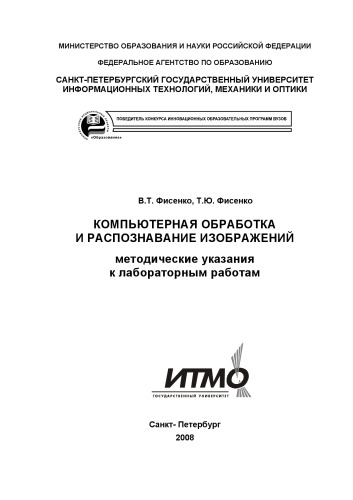 МИНИСТЕРСТВО ОБРАЗОВАНИЯ И НАУКИ РОССИЙСКОЙ ФЕДЕРАЦИИ
ФЕДЕРАЛЬНОЕ АГЕНТСТВО ПО ОБРАЗОВАНИЮ
САНКТ-ПЕТЕРБУРГСКИЙ ГОСУДАРСТВЕННЫЙ УНИВЕРСИТЕТ
ИНФОРМАЦИОННЫХ ТЕХНОЛОГИЙ, МЕХАНИКИ И ОПТИКИ
ПОБЕДИТЕЛЬ КОНКУРСА ИННОВАЦИОННЫХ ОБРАЗОВАТЕЛЬНЫХ ПРОГРАММ ВУЗОВ
«Образование»
В.Т. Фисенко, Т.Ю. Фисенко
КОМПЬЮТЕРНАЯ ОБРАБОТКА
И РАСПОЗНАВАНИЕ ИЗОБРАЖЕНИЙ
методические указания
к лабораторным работам
ИТМО
ГОСУДАРСТВЕННЫЙ УНИВЕРСИТЕТ
Санкт- Петербург
2008